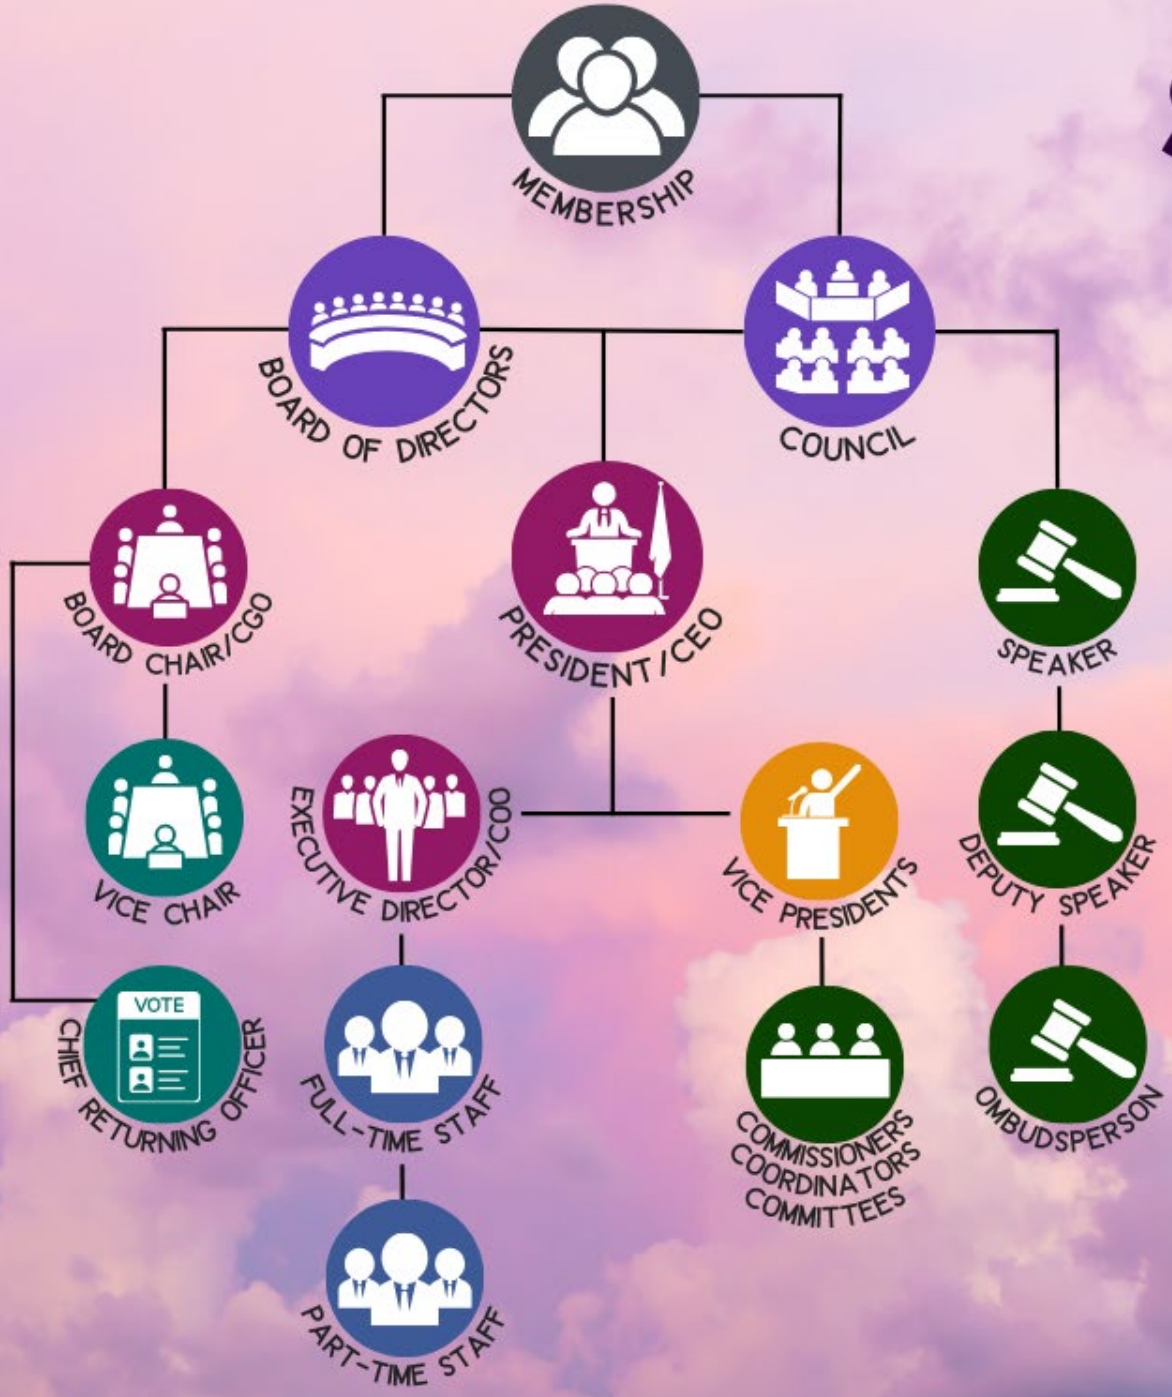 MEMBERSHIP
BOARD OF DIRECTORS
COUNCIL
BOARD CHAIR/CGO
PRESIDENT/CEO
SPEAKER
VICE CHAIR
EXECUTIVE DIRECTOR/COO
VICE PRESIDENTS
DEPUTY SPEAKER
VOTE
CHIEF RETURNING OFFICER
FULL-TIME STAFF
COMMISSIONERS
COORDINATORS
COMMITTEES
OMBUDSPERSON
PART-TIME STAFF